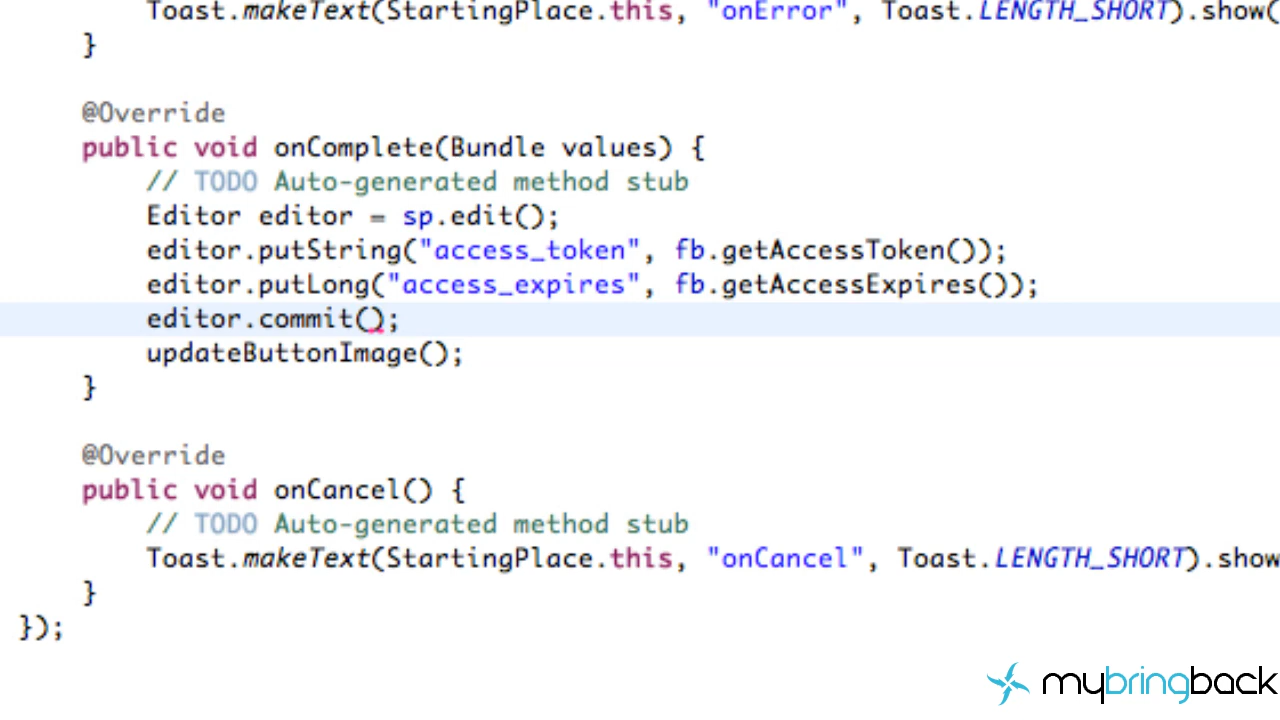 Toast.makeText(StartingPlace.this, "onError", Toast.LENGTH_SHORT).show(
}
@Override
public void onComplete(Bundle values) {
// TODO Auto-generated method stub
Editor editor = sp.edit();
editor.putString("access_token", fb.getAccessToken());
editor.putLong("access_expires", fb.getAccessExpires());
editor.commit();
updateButtonImage();
}
@Override
public void onCancel() {
// TODO Auto-generated method stub
Toast.makeText(StartingPlace.this, "onCancel", Toast.LENGTH_SHORT).show
}
});
mybringback